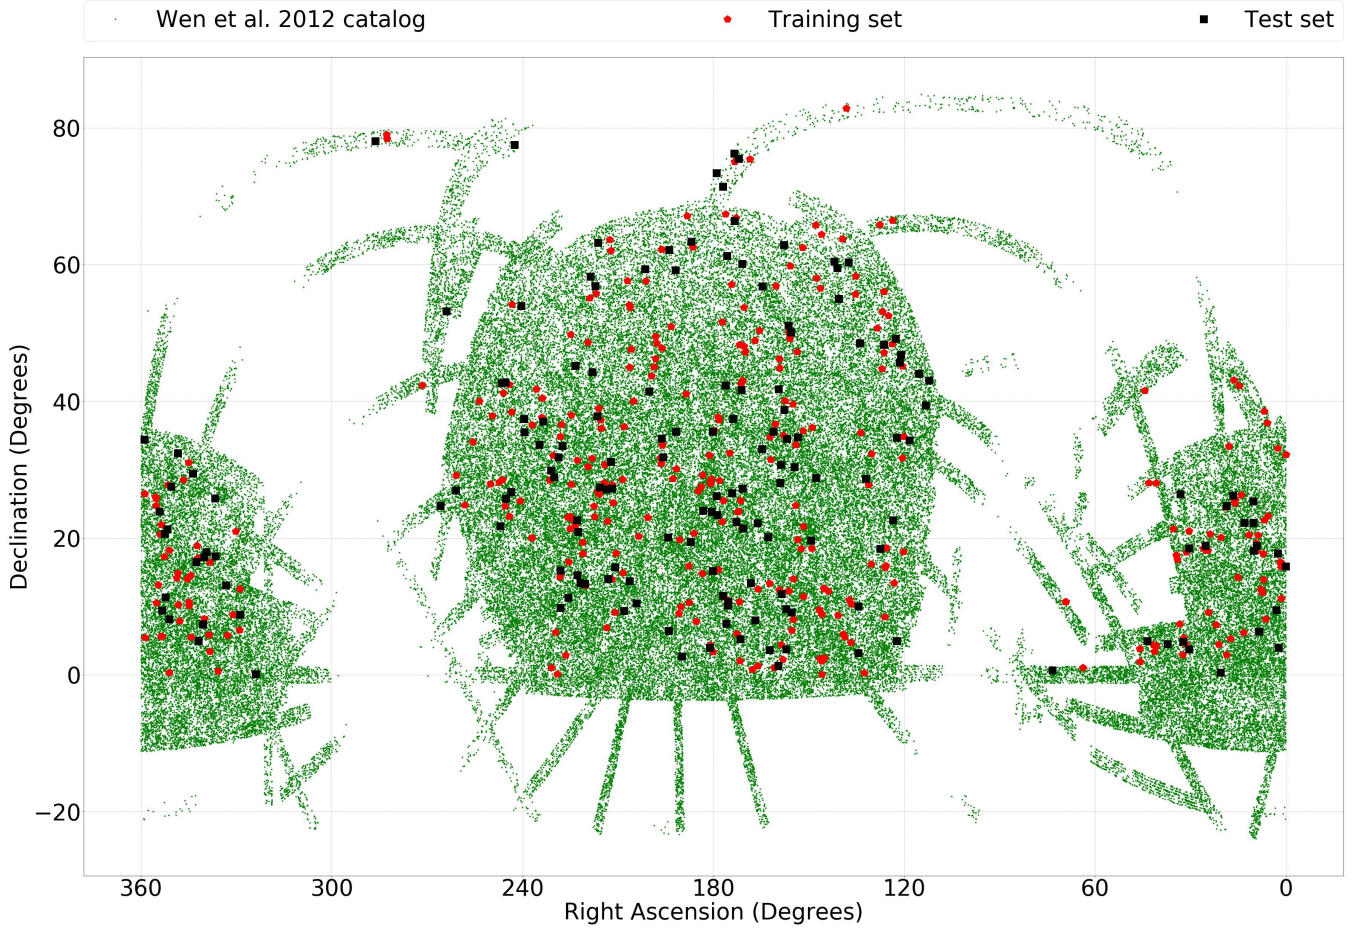 Wen et al. 2012 catalog Training set Test set
80
60
40
20
0
−20
Declination (Degrees)
360 300 240 180 120 60 0
Right Ascension (Degrees)